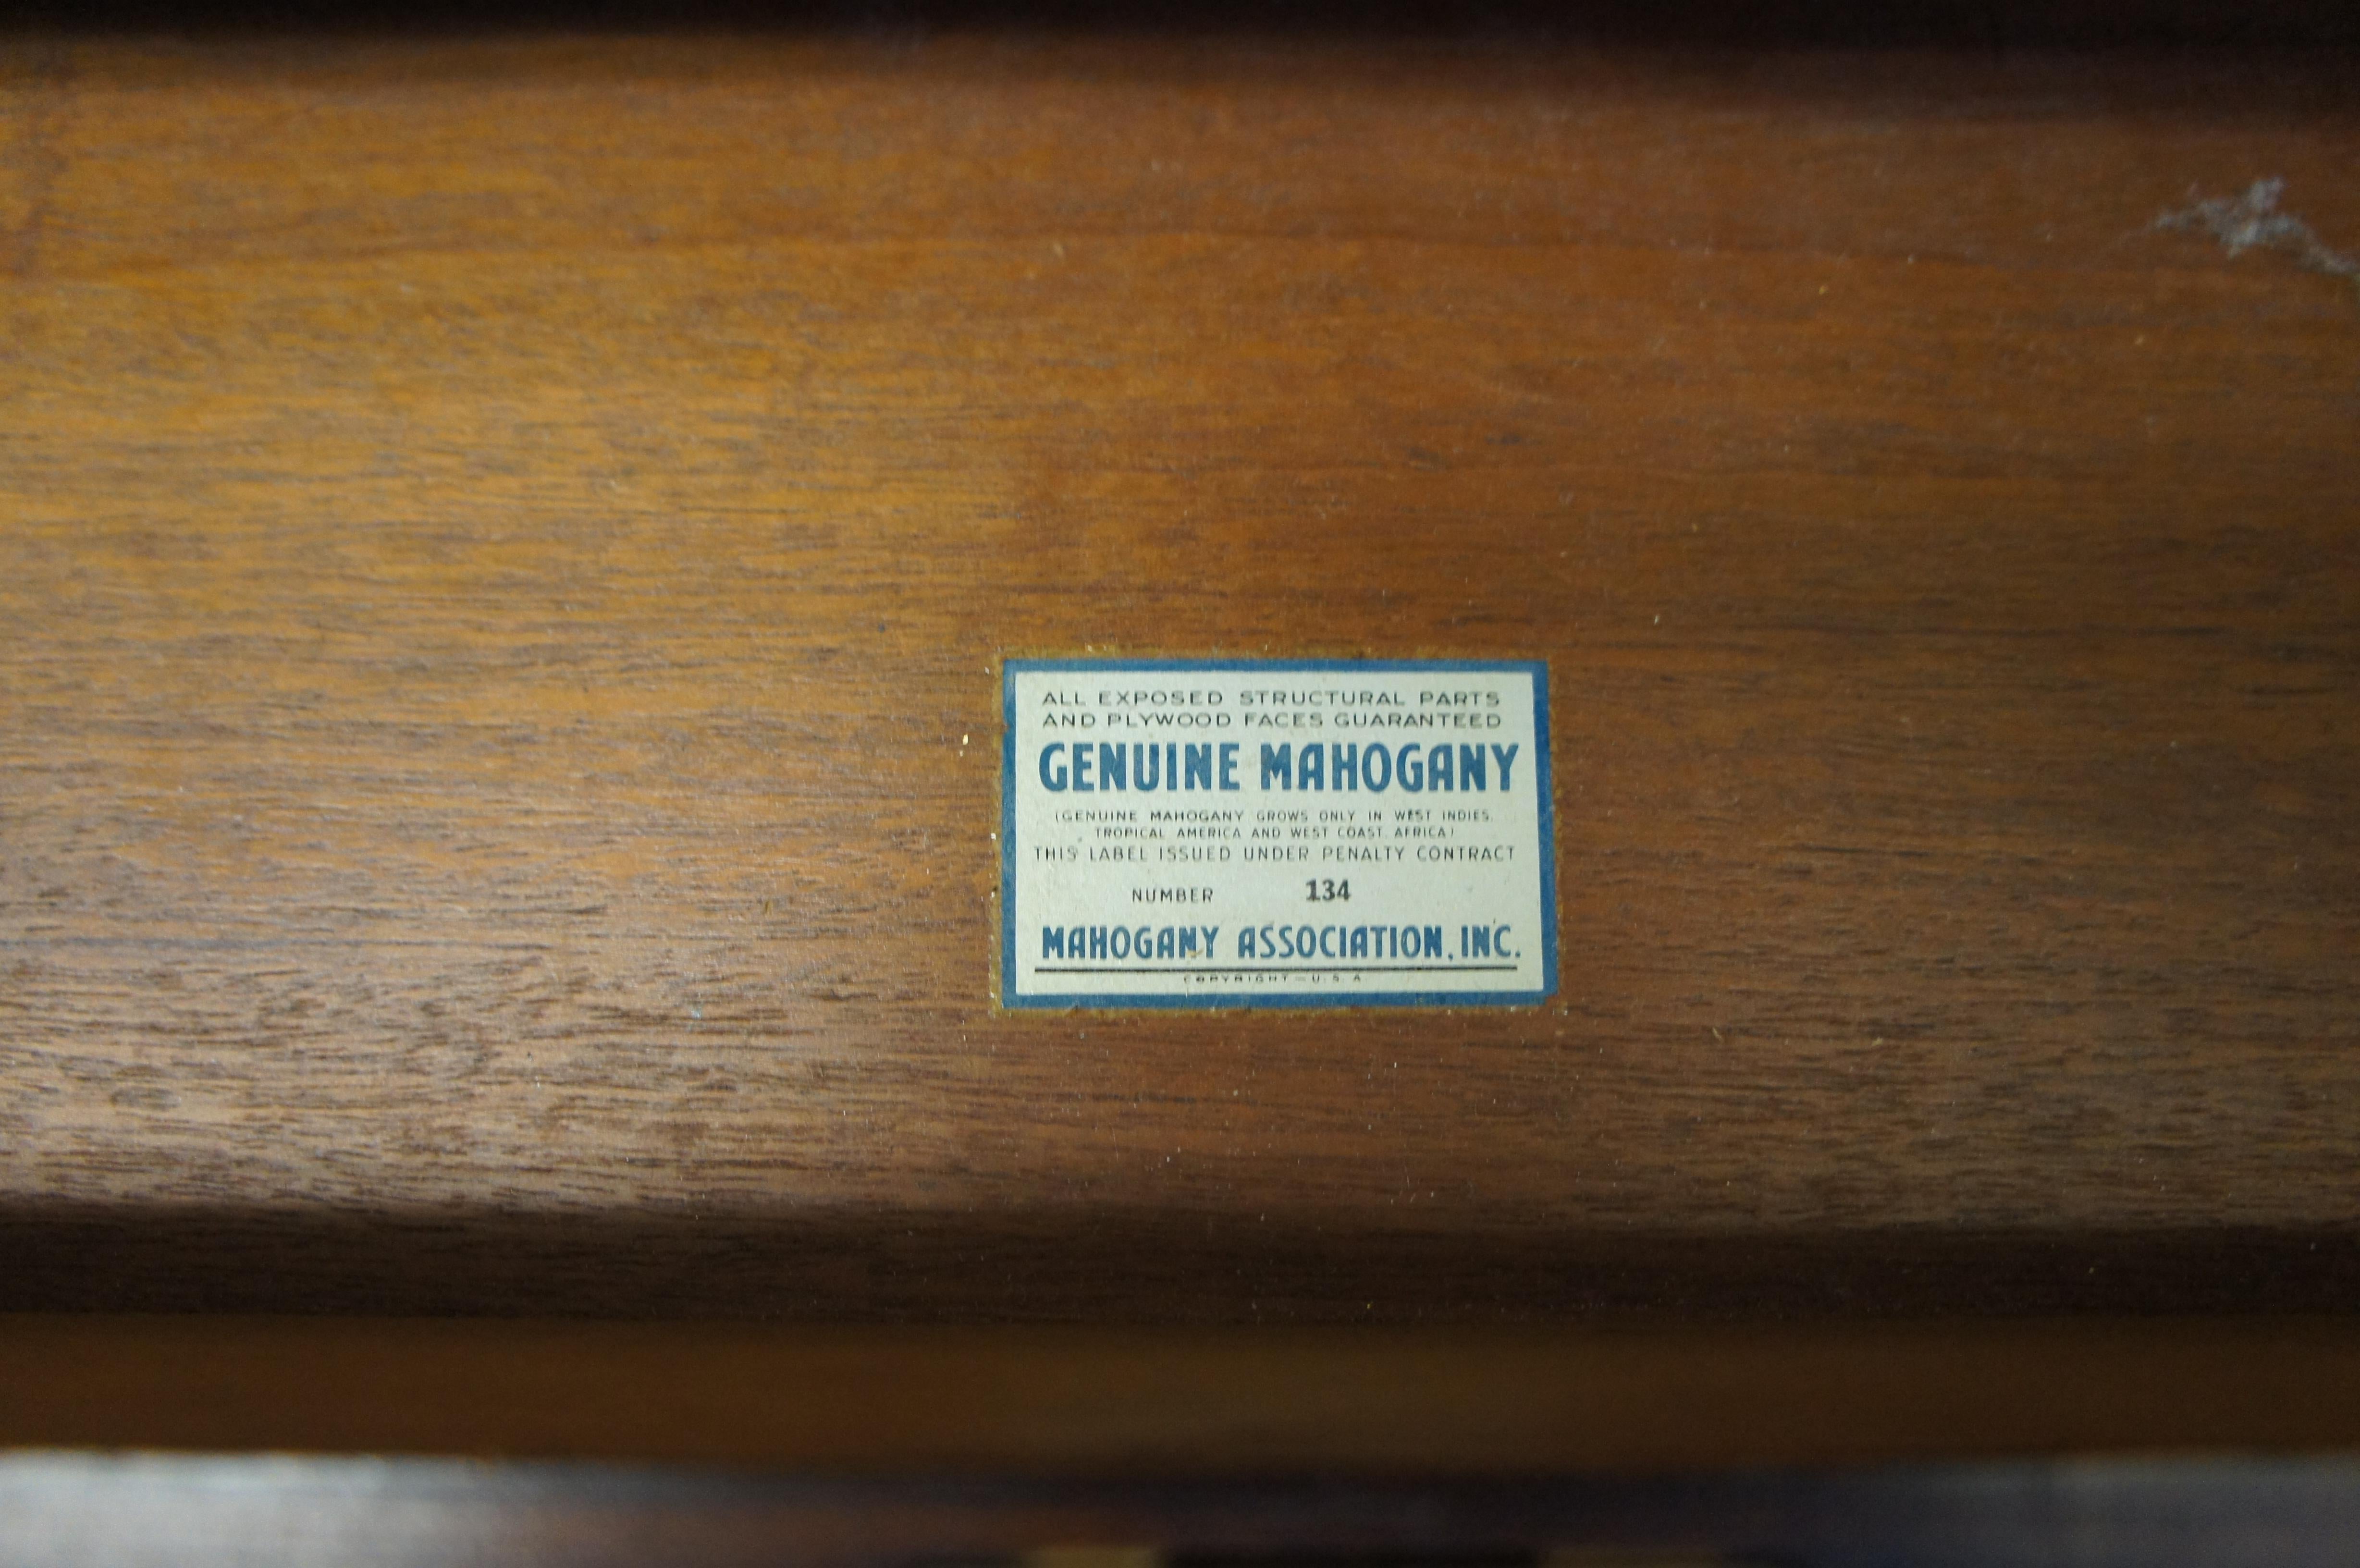 ALL EXPOSED STRUCTURAL PARTS
AND PLYWOOD FACES GUARANTEED
GENUINE MAHOGANY
(GENUINE MAHOGANY GROWS ONLY IN WEST INDIES,
TROPICAL AMERICA AND WEST COAST AFRICA)
THIS LABEL ISSUED UNDER PENALTY CONTRACT
NUMBER 134
MAHOGANY ASSOCIATION, INC.
COPYRIGHT - U.S.A